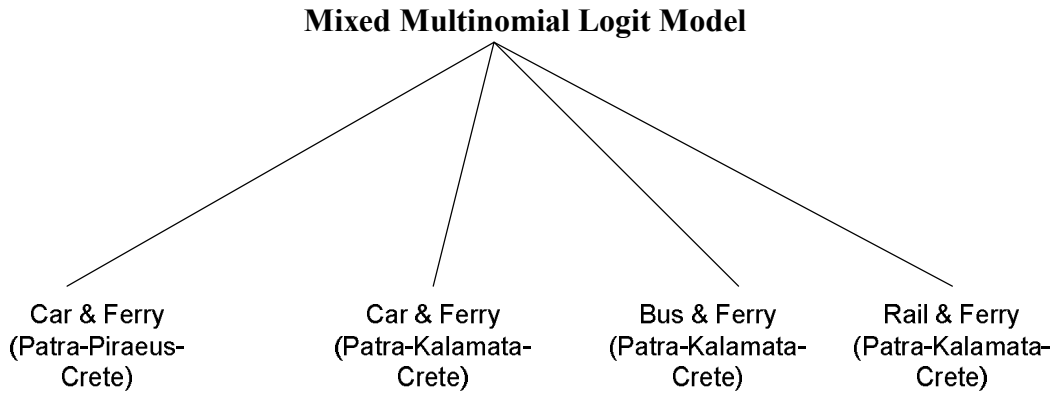 Mixed Multinomial Logit Model
Car & Ferry
(Patra-Piraeus-
Crete)
Car & Ferry
(Patra-Kalamata-
Crete)
Bus & Ferry
(Patra-Kalamata-
Crete)
Rail & Ferry
(Patra-Kalamata-
Crete)